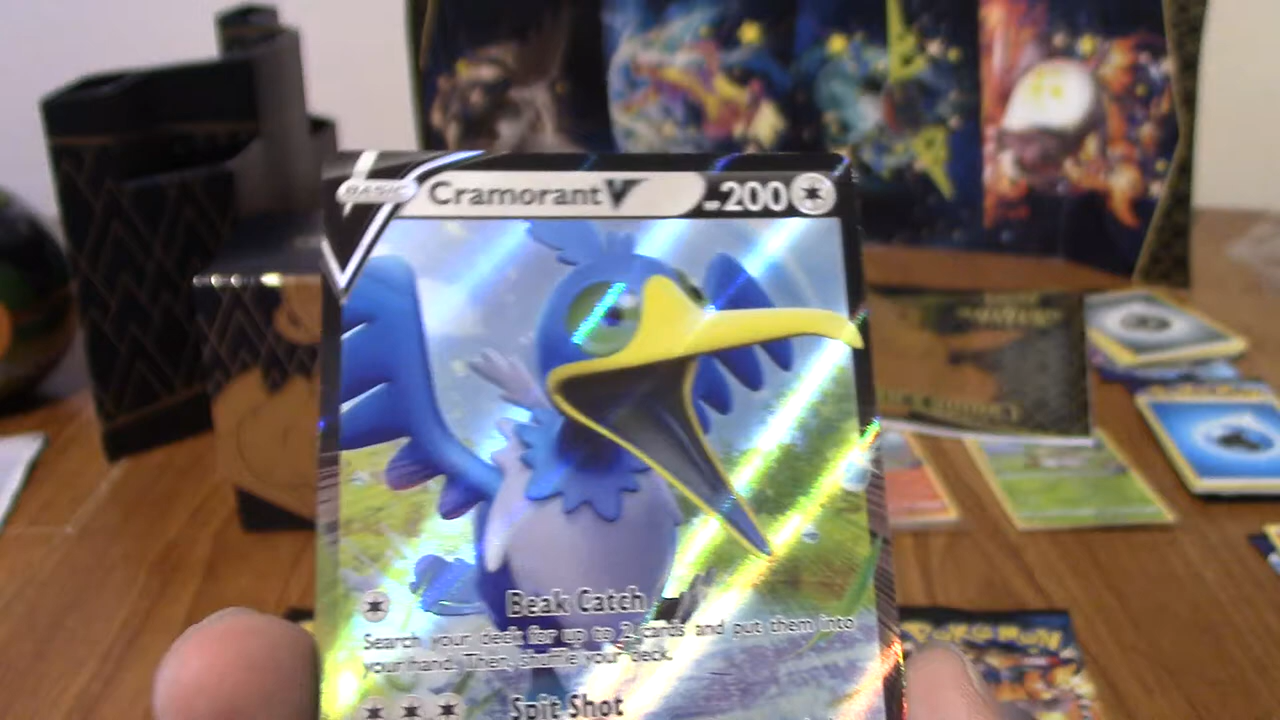 BASIC Cramorant V 200
Beak Catch
Search your deck for up to 2 cards and put them into
your hand. Then, shuffle your deck.
Spit Shot
POKéMON